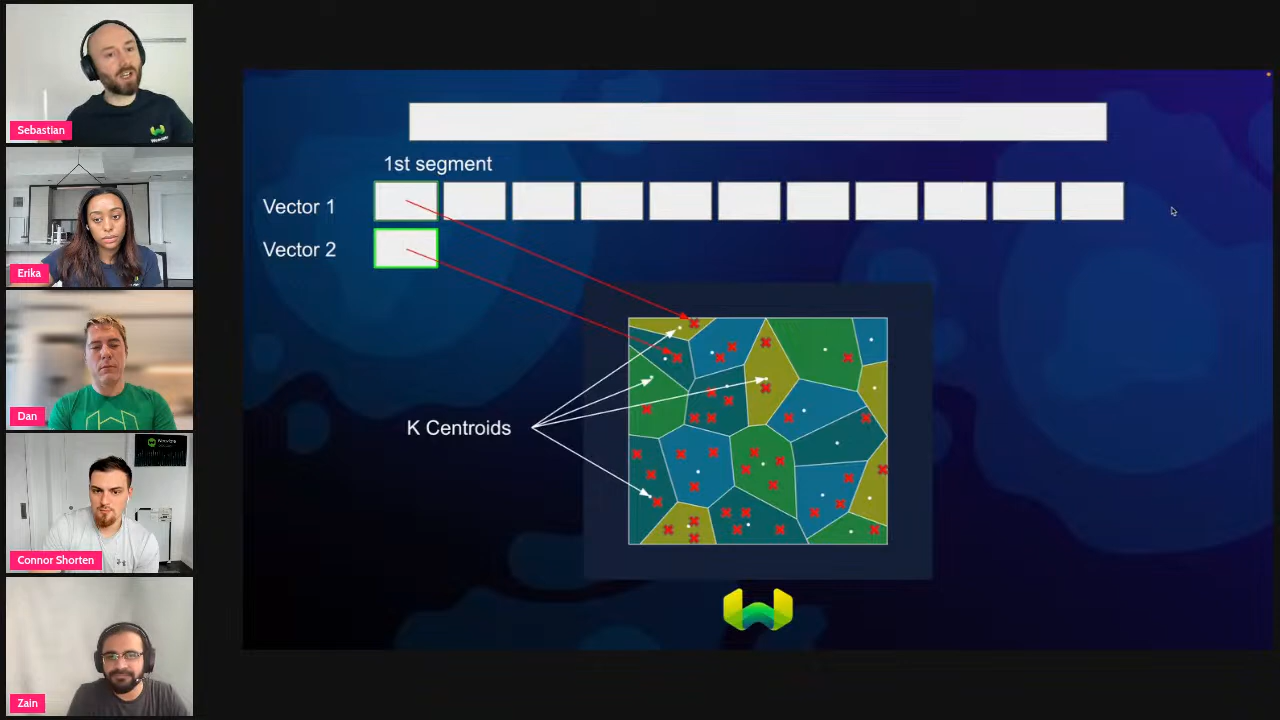 Sebastian
Erika
Dan
Connor Shorten
Zain
1st segment
Vector 1
Vector 2
K Centroids